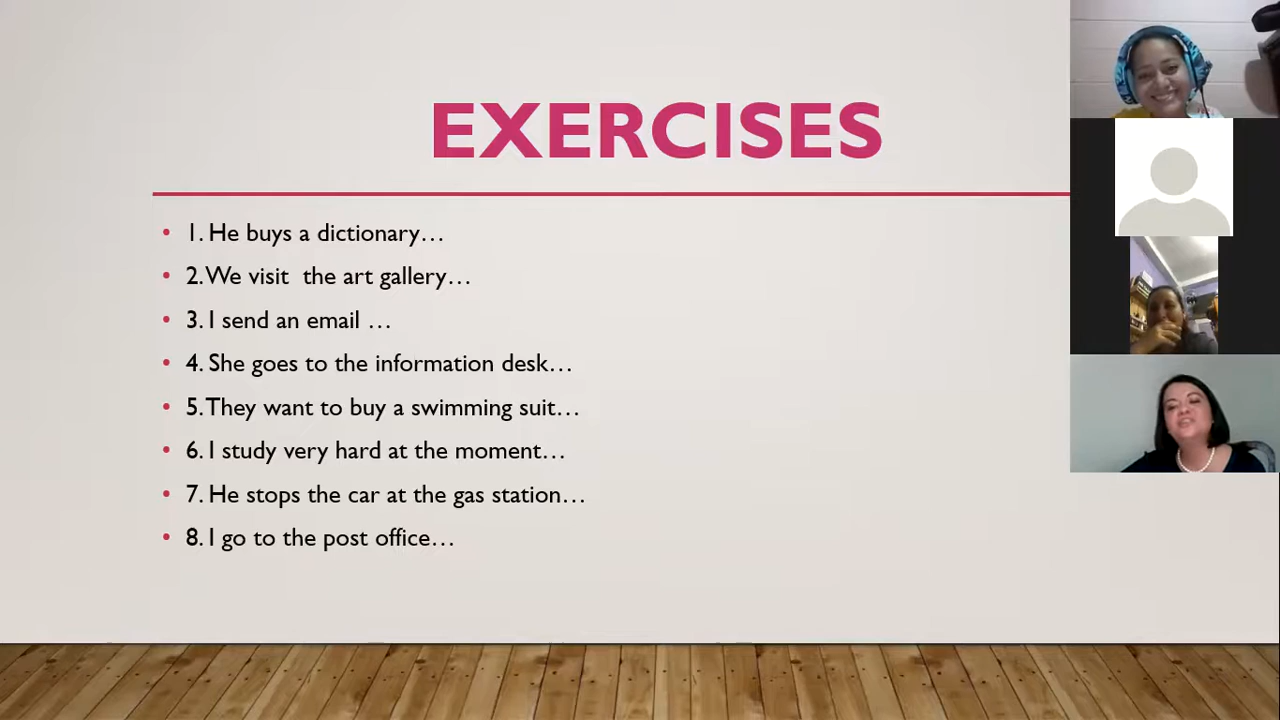 EXERCISES
• 1. He buys a dictionary…
• 2. We visit  the art gallery…
• 3. I send an email …
• 4. She goes to the information desk…
• 5. They want to buy a swimming suit…
• 6. I study very hard at the moment…
• 7. He stops the car at the gas station…
• 8. I go to the post office…